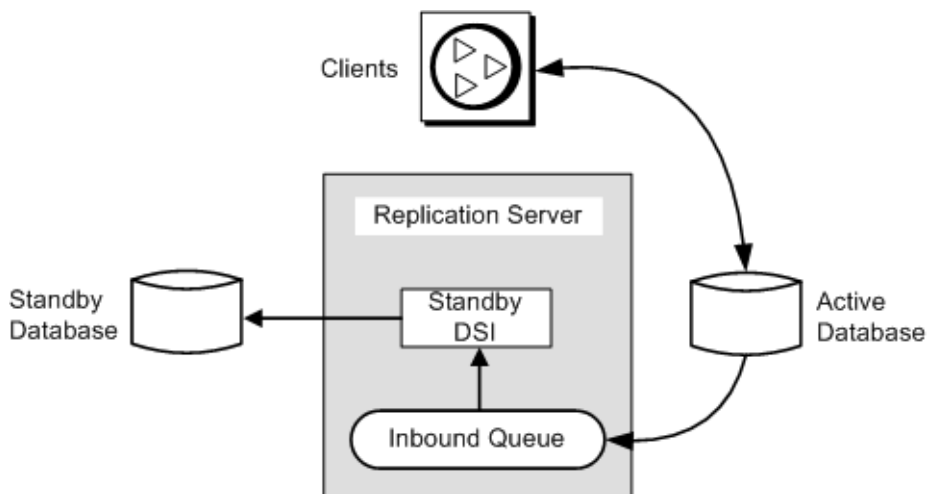 Clients
Replication Server
Standby
Database
Standby
DSI
Active
Database
Inbound Queue